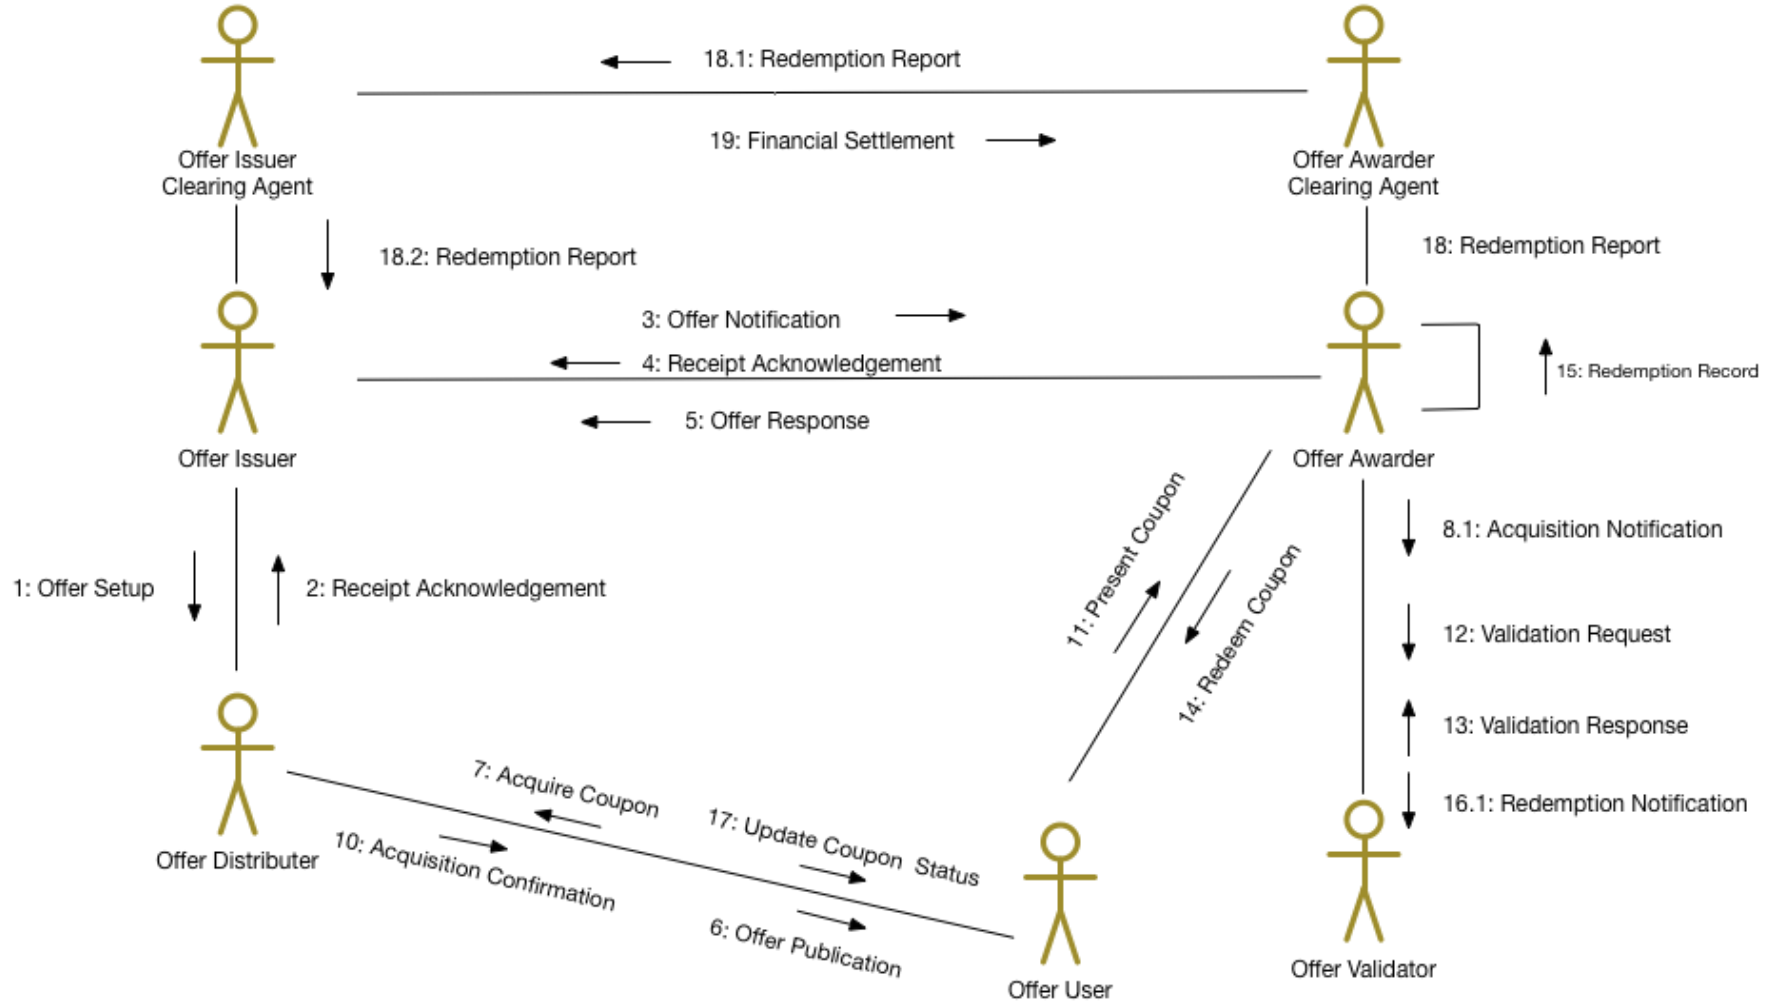 18.1: Redemption Report
19: Financial Settlement
Offer Issuer
Clearing Agent
Offer Awarder
Clearing Agent
18.2: Redemption Report
18: Redemption Report
3: Offer Notification
4: Receipt Acknowledgement
15: Redemption Record
5: Offer Response
Offer Issuer
Offer Awarder
11: Present Coupon
14: Redeem Coupon
8.1: Acquisition Notification
1: Offer Setup
2: Receipt Acknowledgement
12: Validation Request
13: Validation Response
16.1: Redemption Notification
7: Acquire Coupon
17: Update Coupon Status
10: Acquisition Confirmation
6: Offer Publication
Offer Distributer
Offer User
Offer Validator